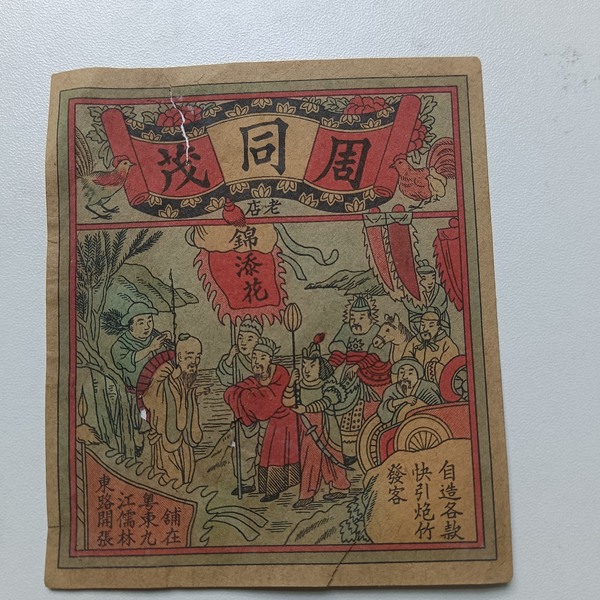 周同茂
老店
錦添花
自造各款
快引炮竹
發客
舖在
粵東九
江儒林
東路開張